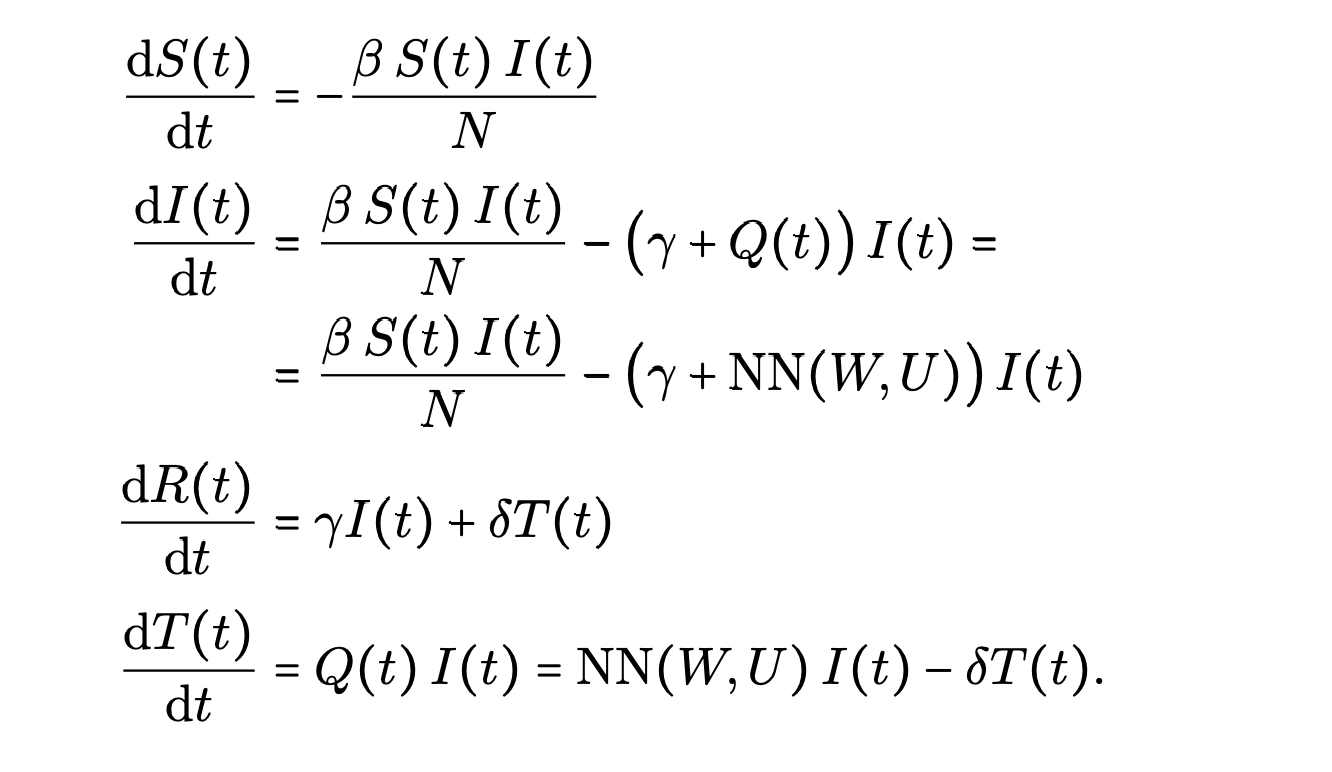 dS(t)/dt = −β S(t) I(t)/N
dI(t)/dt = β S(t) I(t)/N − (γ + Q(t)) I(t) =
= β S(t) I(t)/N − (γ + NN(W, U)) I(t)
dR(t)/dt = γI(t) + δT(t)
dT(t)/dt = Q(t) I(t) = NN(W, U) I(t) − δT(t).